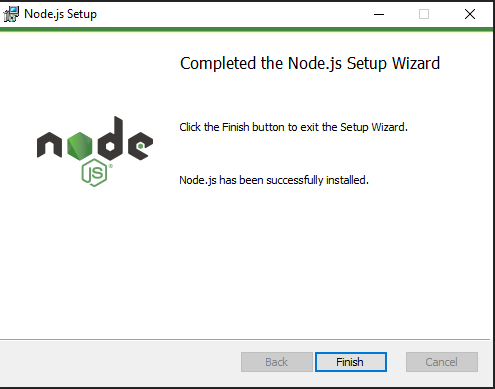 Node.js Setup
Completed the Node.js Setup Wizard
Click the Finish button to exit the Setup Wizard.
node
JS®
Node.js has been successfully installed.
Back Finish Cancel